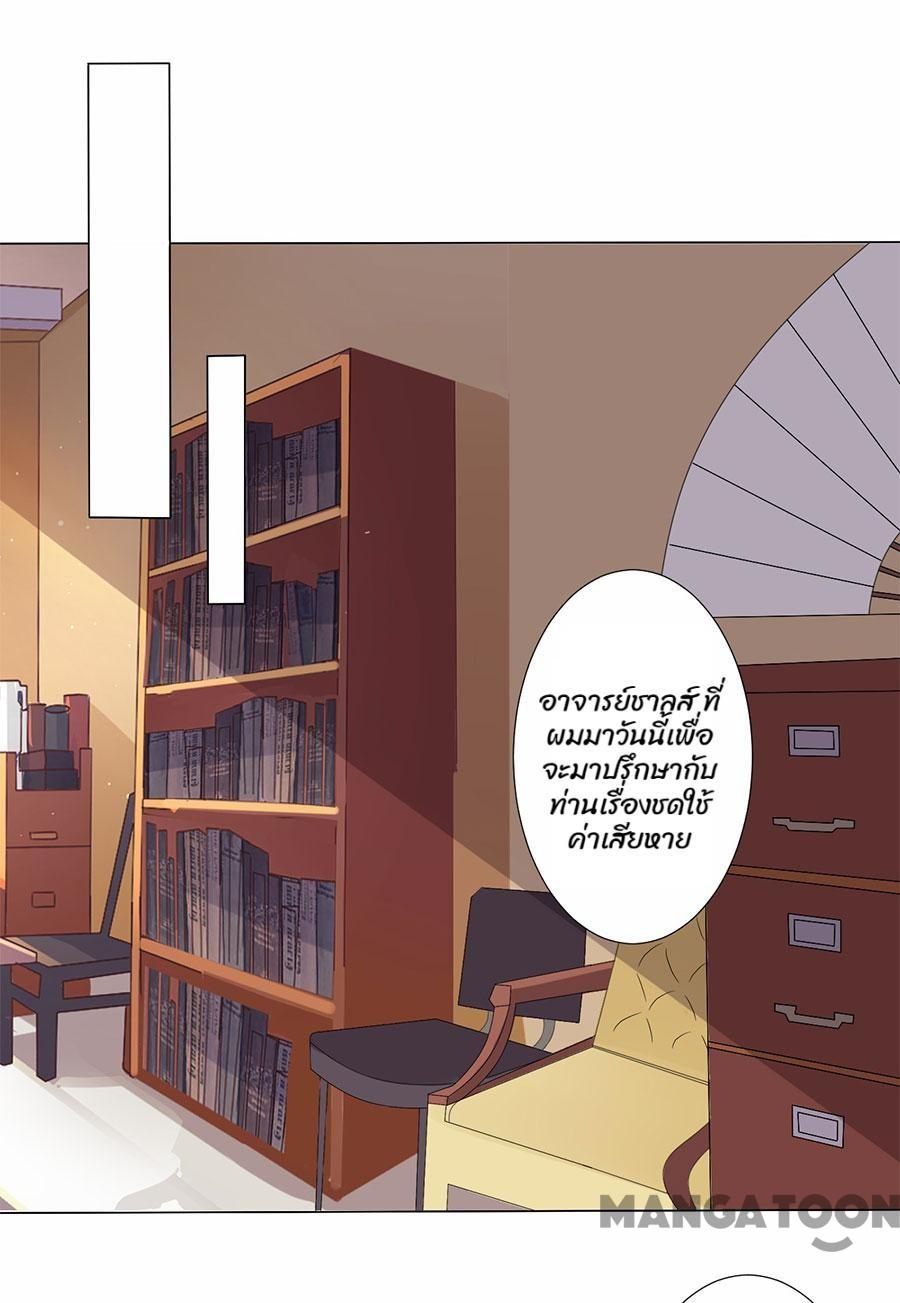 อาจารย์ชาลส์ ที่
ผมมาวันนี้เพื่อ
จะมาปรึกษากับ
ท่านเรื่องชดใช้
ค่าเสียหาย
MANGATOON